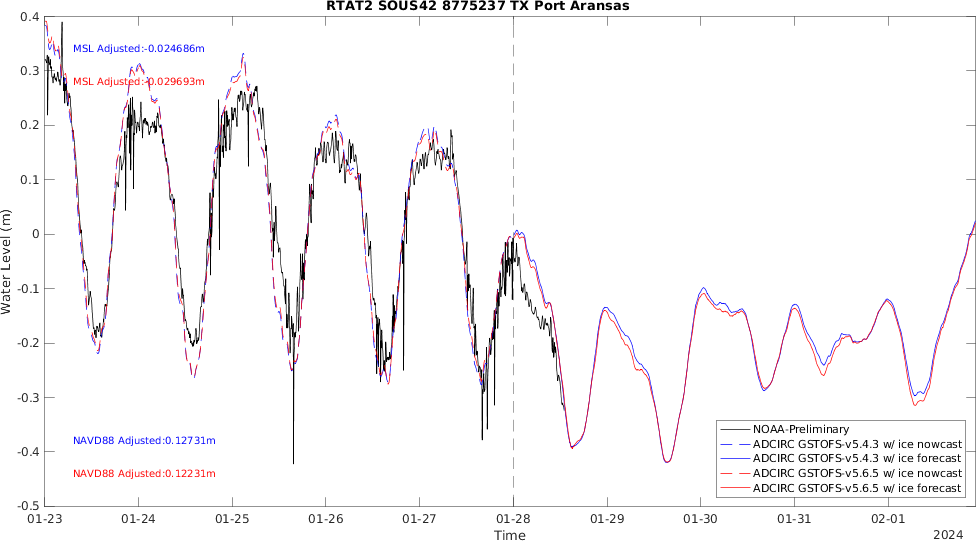 RTAT2 SOUS42 8775237 TX Port Aransas
0.4
0.3
0.2
0.1
0
-0.1
-0.2
-0.3
-0.4
-0.5
Water Level (m)
MSL Adjusted:-0.024686m
MSL Adjusted:-0.029693m
NAVD88 Adjusted:0.12731m
NAVD88 Adjusted:0.12231m
NOAA-Preliminary
ADCIRC GSTOFS-v5.4.3 w/ ice nowcast
ADCIRC GSTOFS-v5.4.3 w/ ice forecast
ADCIRC GSTOFS-v5.6.5 w/ ice nowcast
ADCIRC GSTOFS-v5.6.5 w/ ice forecast
01-23 01-24 01-25 01-26 01-27 01-28 01-29 01-30 01-31 02-01
Time
2024